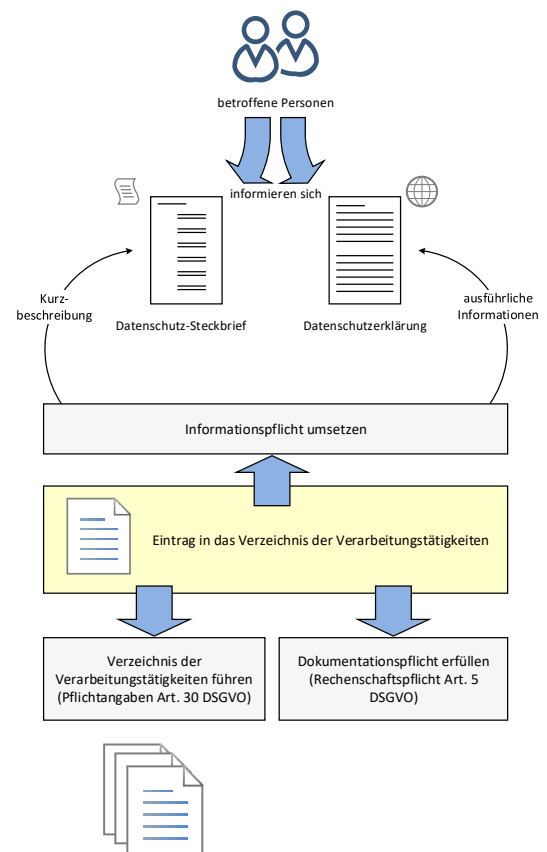 betroffene Personen
informieren sich
Kurz-
beschreibung
ausführliche
Informationen
Datenschutz-Steckbrief
Datenschutzerklärung
Informationspflicht umsetzen
Eintrag in das Verzeichnis der Verarbeitungstätigkeiten
Verzeichnis der
Verarbeitungstätigkeiten führen
(Pflichtangaben Art. 30 DSGVO)
Dokumentationspflicht erfüllen
(Rechenschaftspflicht Art. 5
DSGVO)